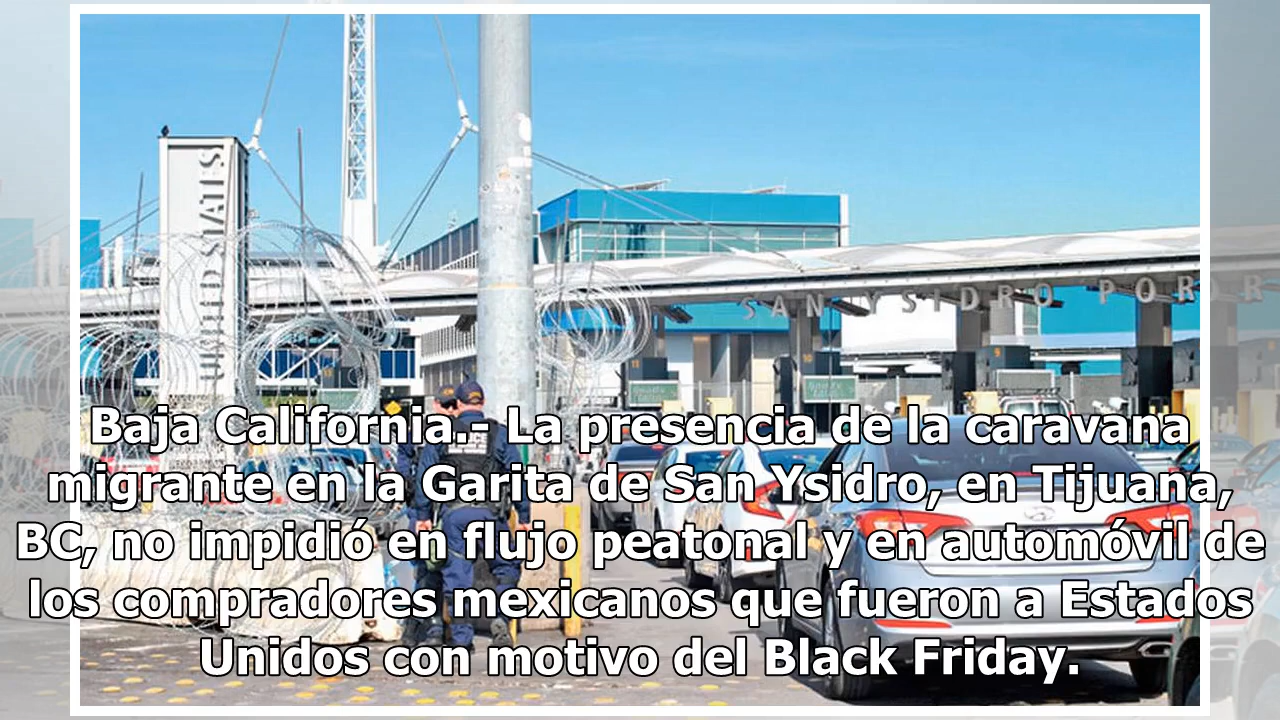 UNITED STATES
SAN YSIDRO POR
Baja California.- La presencia de la caravana
migrante en la Garita de San Ysidro, en Tijuana,
BC, no impidió en flujo peatonal y en automóvil de
los compradores mexicanos que fueron a Estados
Unidos con motivo del Black Friday.